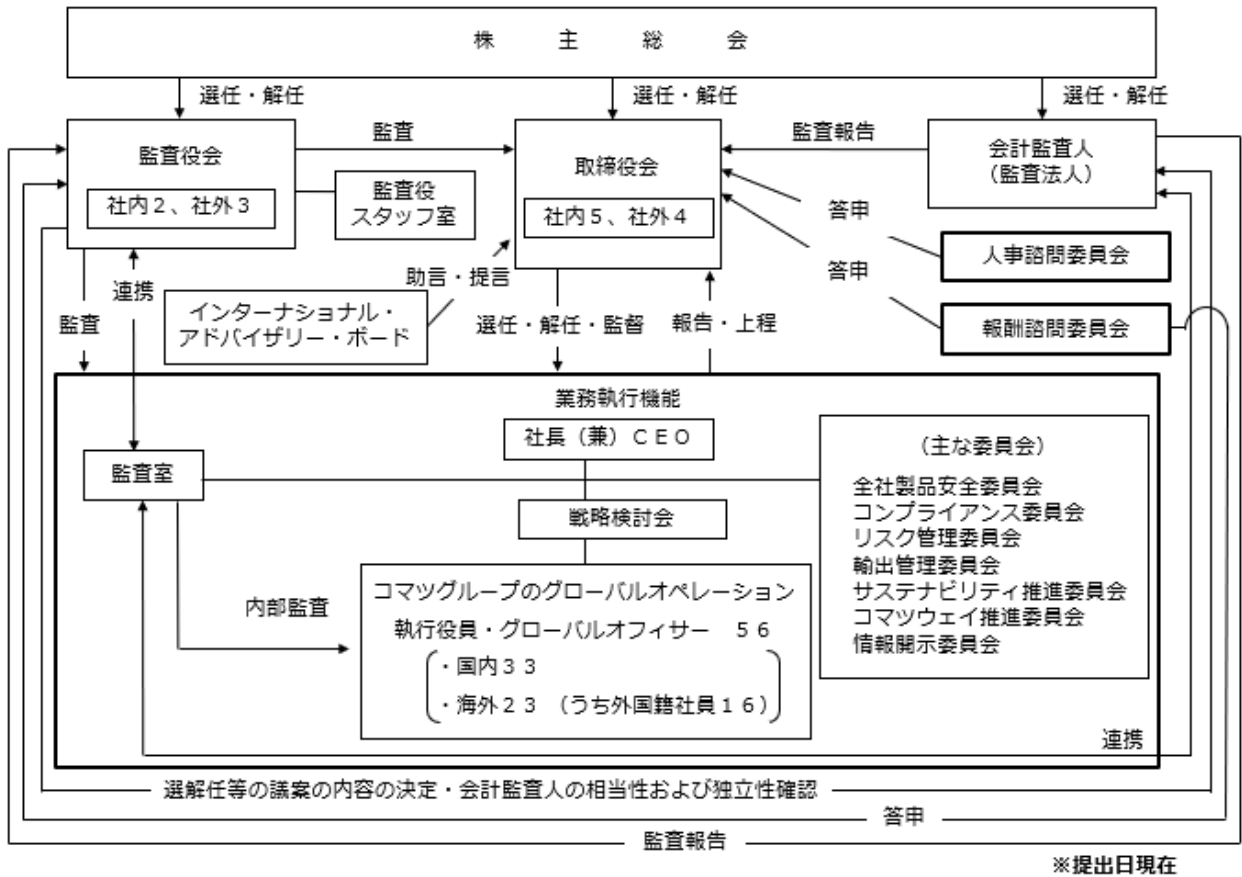 株主総会
選任・解任
選任・解任
選任・解任
監査役会
社内２、社外３
監査
監査役
スタッフ室
取締役会
社内５、社外４
監査報告
会計監査人
（監査法人）
答申
答申
人事諮問委員会
報酬諮問委員会
監査
連携
インターナショナル・
アドバイザリー・ボード
助言・提言
選任・解任・監督
報告・上程
業務執行機能
社長（兼）ＣＥＯ
監査室
戦略検討会
（主な委員会）
全社製品安全委員会
コンプライアンス委員会
リスク管理委員会
輸出管理委員会
サステナビリティ推進委員会
コマツウェイ推進委員会
情報開示委員会
内部監査
コマツグループのグローバルオペレーション
執行役員・グローバルオフィサー　５６
・国内３３
・海外２３　（うち外国籍社員１６）
連携
選解任等の議案の内容の決定・会計監査人の相当性および独立性確認
答申
監査報告
※提出日現在